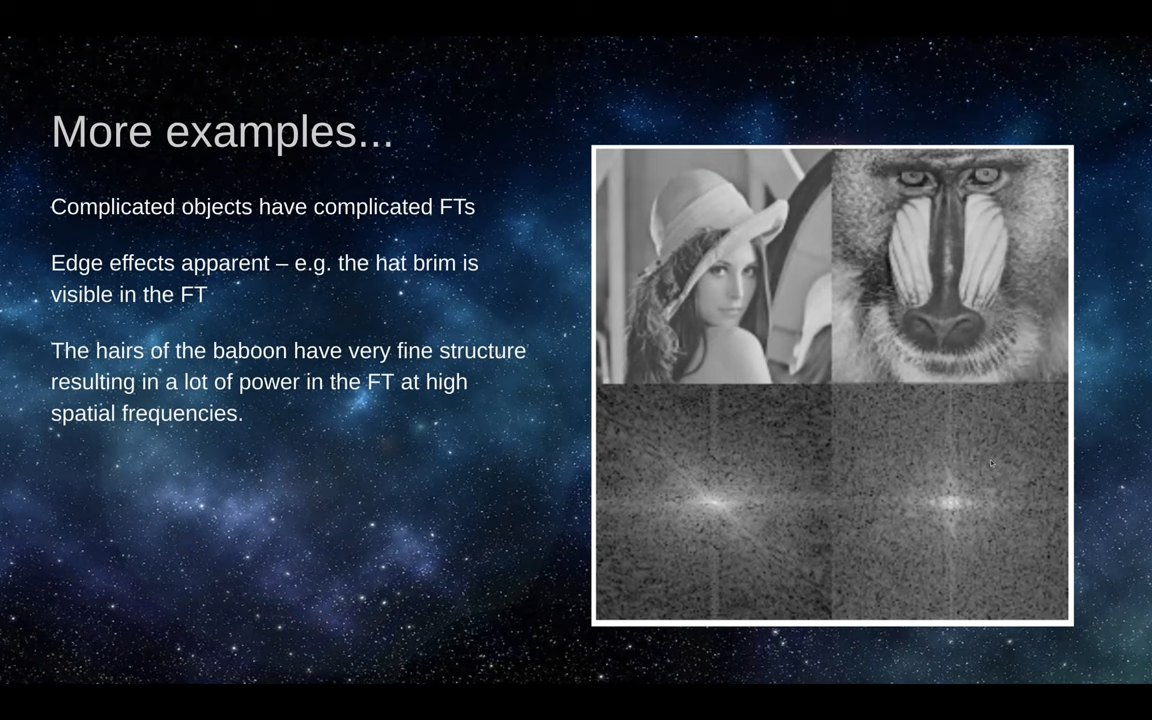 More examples...
Complicated objects have complicated FTs
Edge effects apparent – e.g. the hat brim is
visible in the FT
The hairs of the baboon have very fine structure
resulting in a lot of power in the FT at high
spatial frequencies.